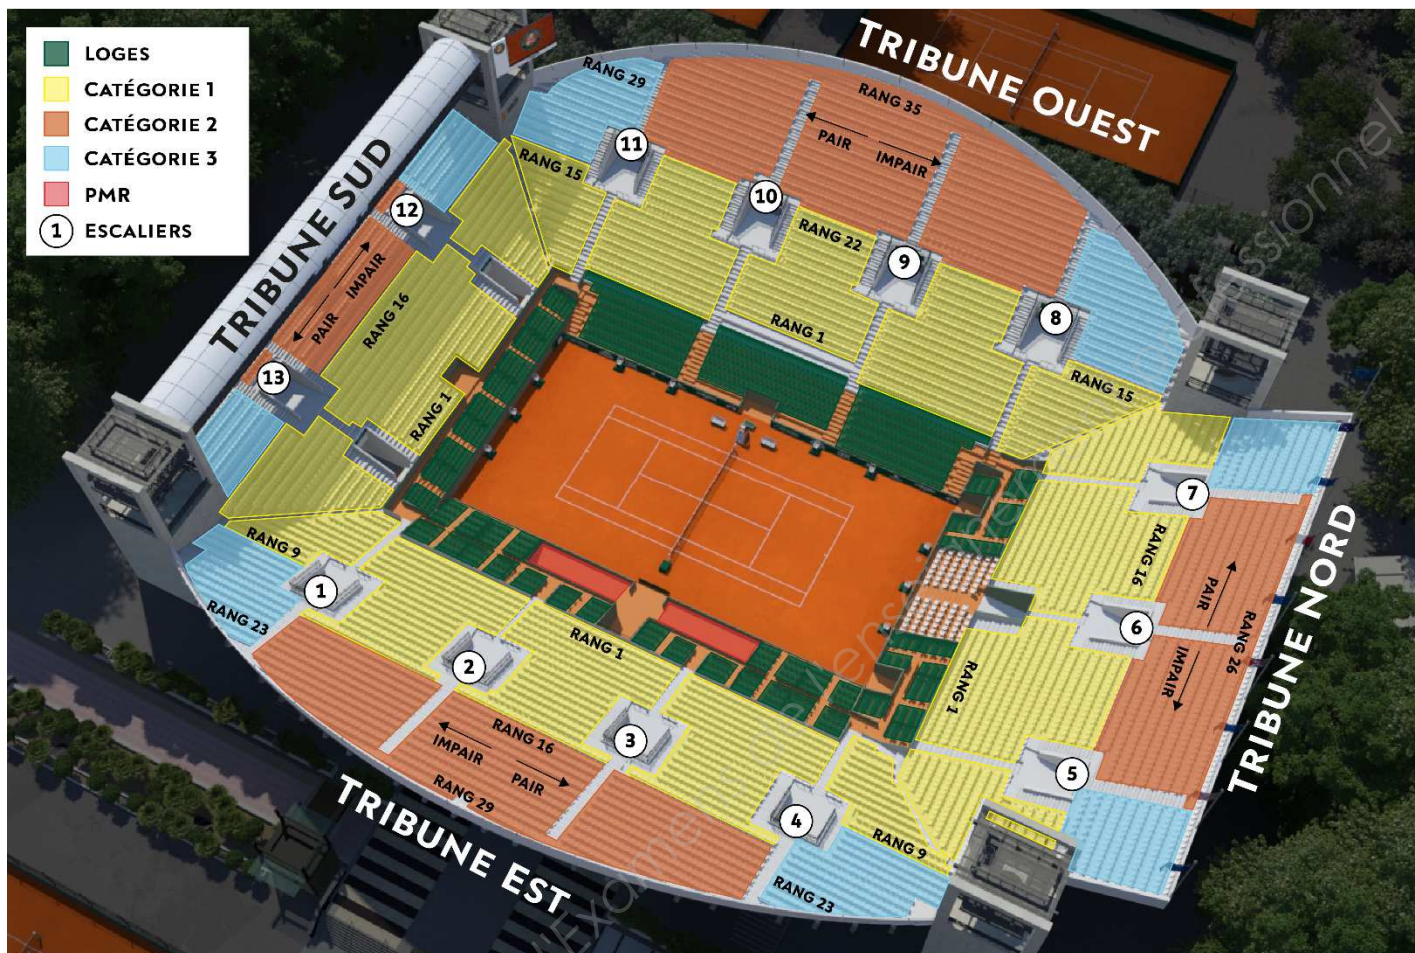 LOGES
CATÉGORIE 1
CATÉGORIE 2
CATÉGORIE 3
PMR
1 ESCALIERS
TRIBUNE OUEST
RANG 29
RANG 35
PAIR
IMPAIR
11
RANG 15
10
RANG 22
9
RANG 1
8
RANG 15
TRIBUNE SUD
12
IMPAIR
PAIR
RANG 16
13
RANG 1
TRIBUNE NORD
7
RANG 16
PAIR
6
RANG 26
IMPAIR
RANG 1
5
RANG 9
1
RANG 23
2
RANG 1
3
RANG 16
IMPAIR
PAIR
RANG 29
4
RANG 9
RANG 23
TRIBUNE EST